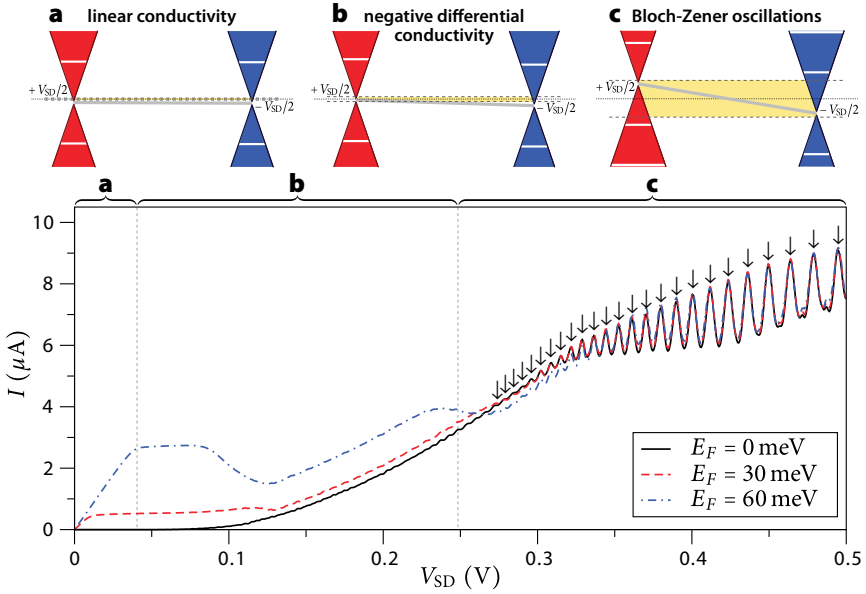 a linear conductivity
+ V_SD/2
− V_SD/2
b negative differential
conductivity
+ V_SD/2
− V_SD/2
c Bloch-Zener oscillations
+ V_SD/2
− V_SD/2
a b c
10
8
6
4
2
0
I (μA)
E_F = 0 meV
E_F = 30 meV
E_F = 60 meV
0 0.1 0.2 0.3 0.4 0.5
V_SD (V)